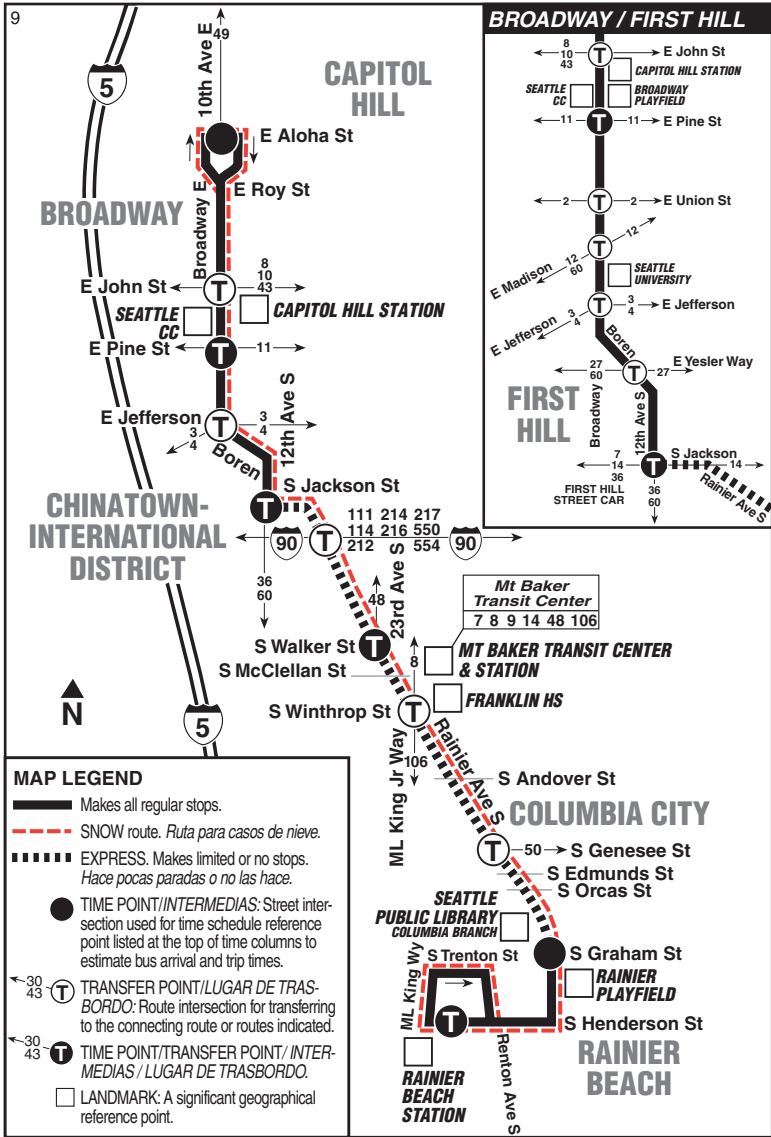 9
5
10th Ave E
49
CAPITOL
HILL
E Aloha St
E Roy St
BROADWAY
Broadway E
E John St
8
10
43
T
SEATTLE
CC
CAPITOL HILL STATION
E Pine St
T
11
E Jefferson
3
4
T
3
4
Boren
12th Ave S
S Jackson St
T
CHINATOWN-
INTERNATIONAL
DISTRICT
36
60
90
T
111 214 217
114 216 550
212 554
90
23rd Ave S
48
S Walker St
T
S McClellan St
8
Mt Baker
Transit Center
7 8 9 14 48 106
MT BAKER TRANSIT CENTER
& STATION
FRANKLIN HS
S Winthrop St
T
N
5
ML King Jr Way
106
Rainier Ave S
S Andover St
COLUMBIA CITY
T
50
S Genesee St
S Edmunds St
S Orcas St
SEATTLE
PUBLIC LIBRARY
COLUMBIA BRANCH
S Graham St
S Trenton St
ML King Wy
RAINIER
PLAYFIELD
T
S Henderson St
Renton Ave S
RAINIER
BEACH
STATION
RAINIER
BEACH
BROADWAY / FIRST HILL
8
10
43
T
E John St
CAPITOL HILL STATION
SEATTLE
CC
BROADWAY
PLAYFIELD
11
T
11
E Pine St
2
T
2
E Union St
T
12
E Madison
12
60
SEATTLE
UNIVERSITY
T
3
4
E Jefferson
E Jefferson
3
4
Boren
27
60
T
27
E Yesler Way
FIRST
HILL
Broadway
12th Ave S
7
14
36
T
S Jackson
14
FIRST HILL
STREET CAR
36
60
Rainier Ave S
MAP LEGEND
Makes all regular stops.
SNOW route. Ruta para casos de nieve.
EXPRESS. Makes limited or no stops.
Hace pocas paradas o no las hace.
TIME POINT/INTERMEDIAS: Street inter-
section used for time schedule reference
point listed at the top of time columns to
estimate bus arrival and trip times.
30
43
T
TRANSFER POINT/LUGAR DE TRAS-
BORDO: Route intersection for transferring
to the connecting route or routes indicated.
30
43
T
TIME POINT/TRANSFER POINT/ INTER-
MEDIAS / LUGAR DE TRASBORDO.
LANDMARK: A significant geographical
reference point.